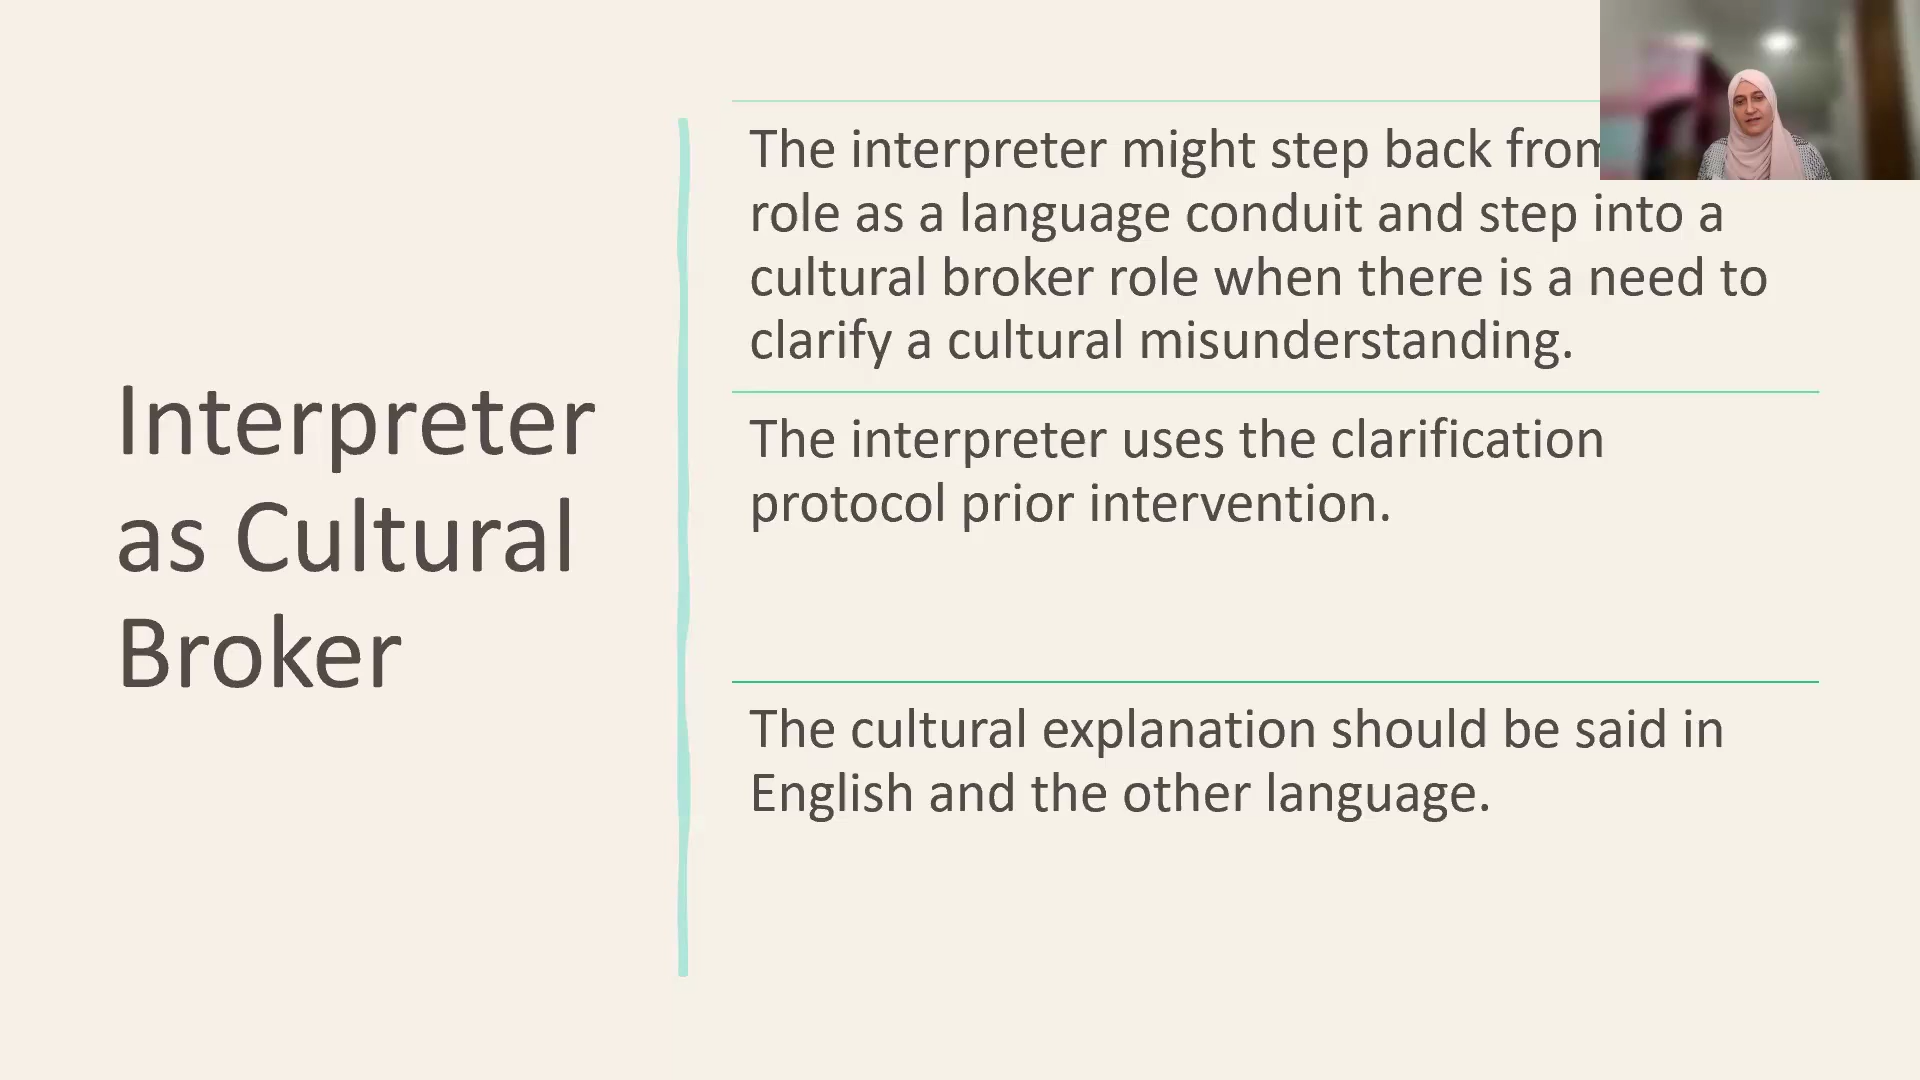 Interpreter
as Cultural
Broker
The interpreter might step back from
role as a language conduit and step into a
cultural broker role when there is a need to
clarify a cultural misunderstanding.
The interpreter uses the clarification
protocol prior intervention.
The cultural explanation should be said in
English and the other language.